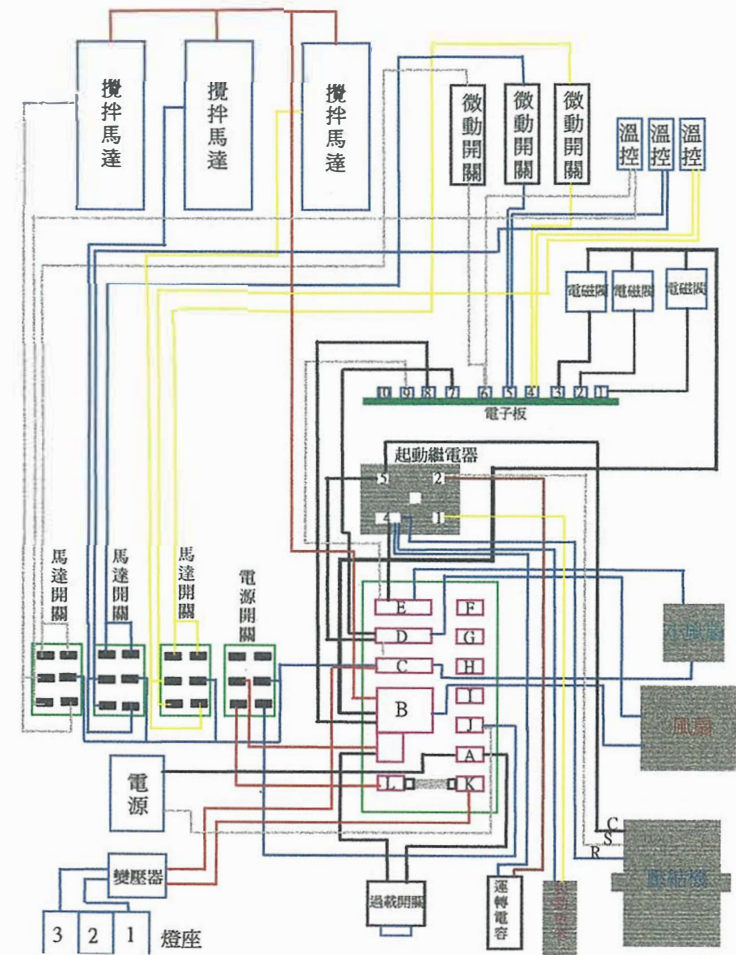 攪拌馬達
攪拌馬達
攪拌馬達
微動開關
微動開關
微動開關
溫控
溫控
溫控
電磁閥
電磁閥
電磁閥
10 9 8 7 6 5 4 3 2 1
電子板
起動繼電器
5 2
4 1
馬達開關
馬達開關
馬達開關
電源開關
E F
D G
C H
B I
J
A
L K
小風扇
風扇
電源
變壓器
3 2 1 燈座
過載開關
運轉電容
C
S
R
壓縮機